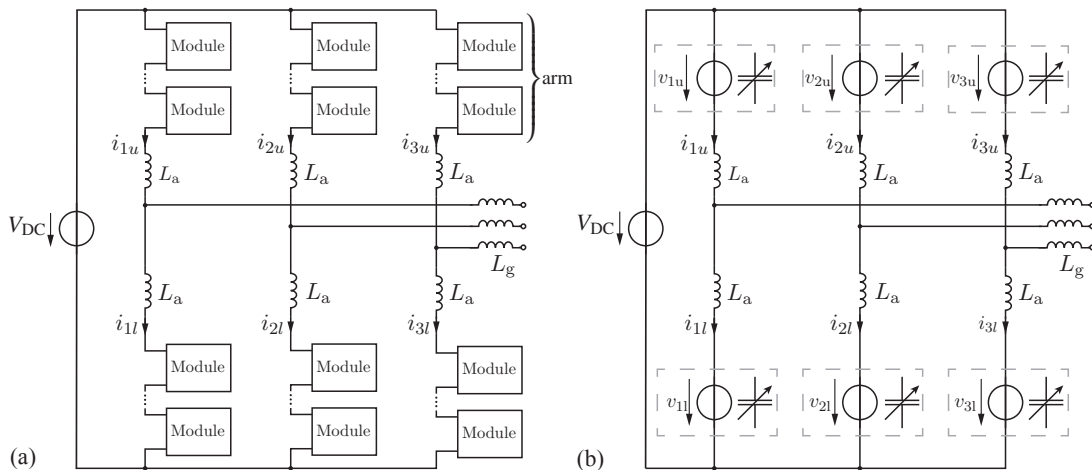 Module Module Module
arm
Module Module Module
i1u i2u i3u
La La La
VDC
Lg
La La La
i1l i2l i3l
Module Module Module
Module Module Module
(a)
v1u v2u v3u
i1u i2u i3u
La La La
VDC
Lg
La La La
i1l i2l i3l
v1l v2l v3l
(b)